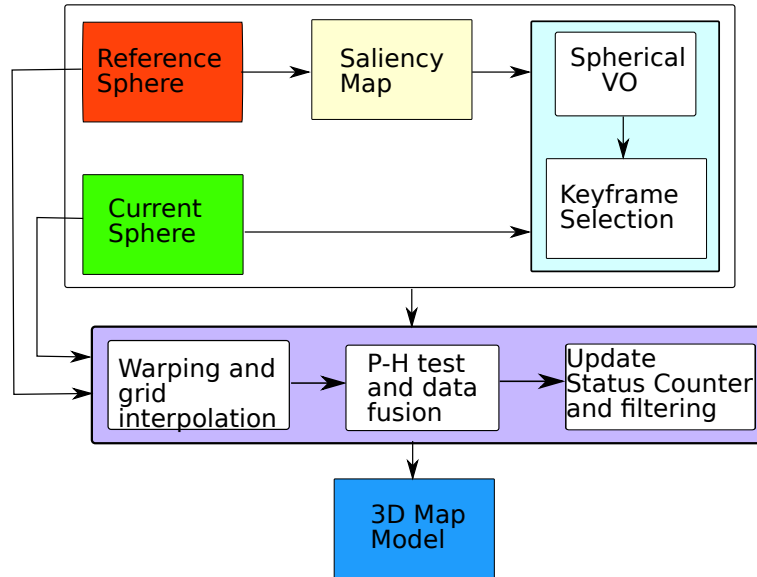 Reference
Sphere
Saliency
Map
Spherical
VO
Current
Sphere
Keyframe
Selection
Warping and
grid
interpolation
P-H test
and data
fusion
Update
Status Counter
and filtering
3D Map
Model